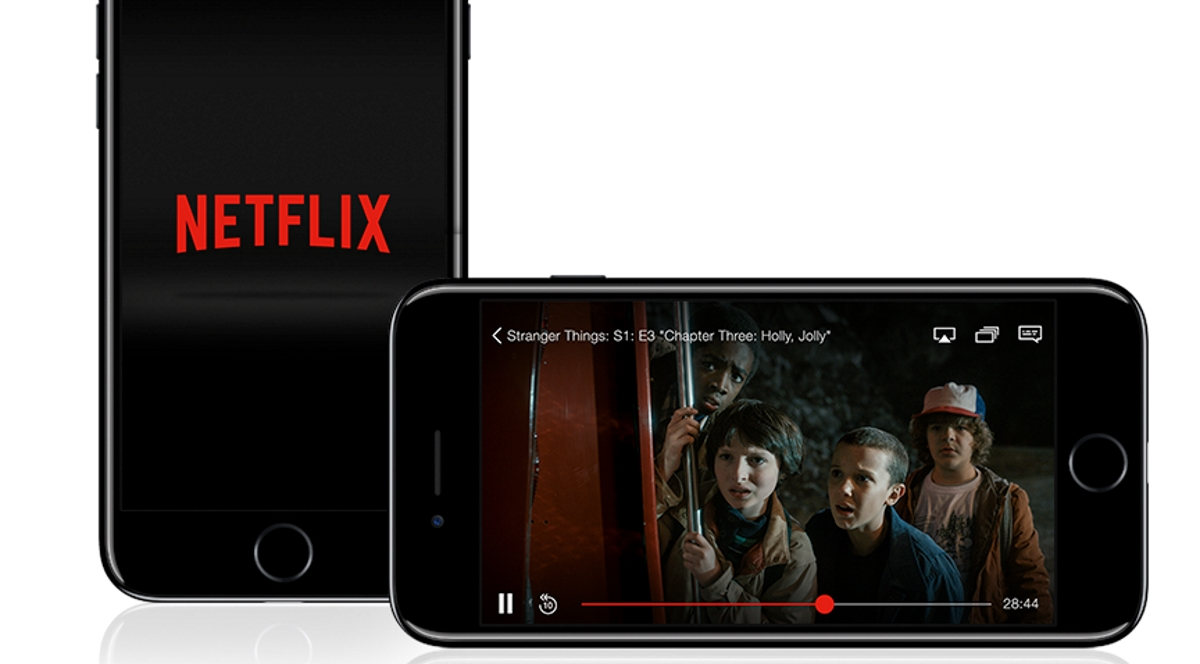 NETFLIX
Stranger Things: S1: E3 "Chapter Three: Holly, Jolly"
10
28:44